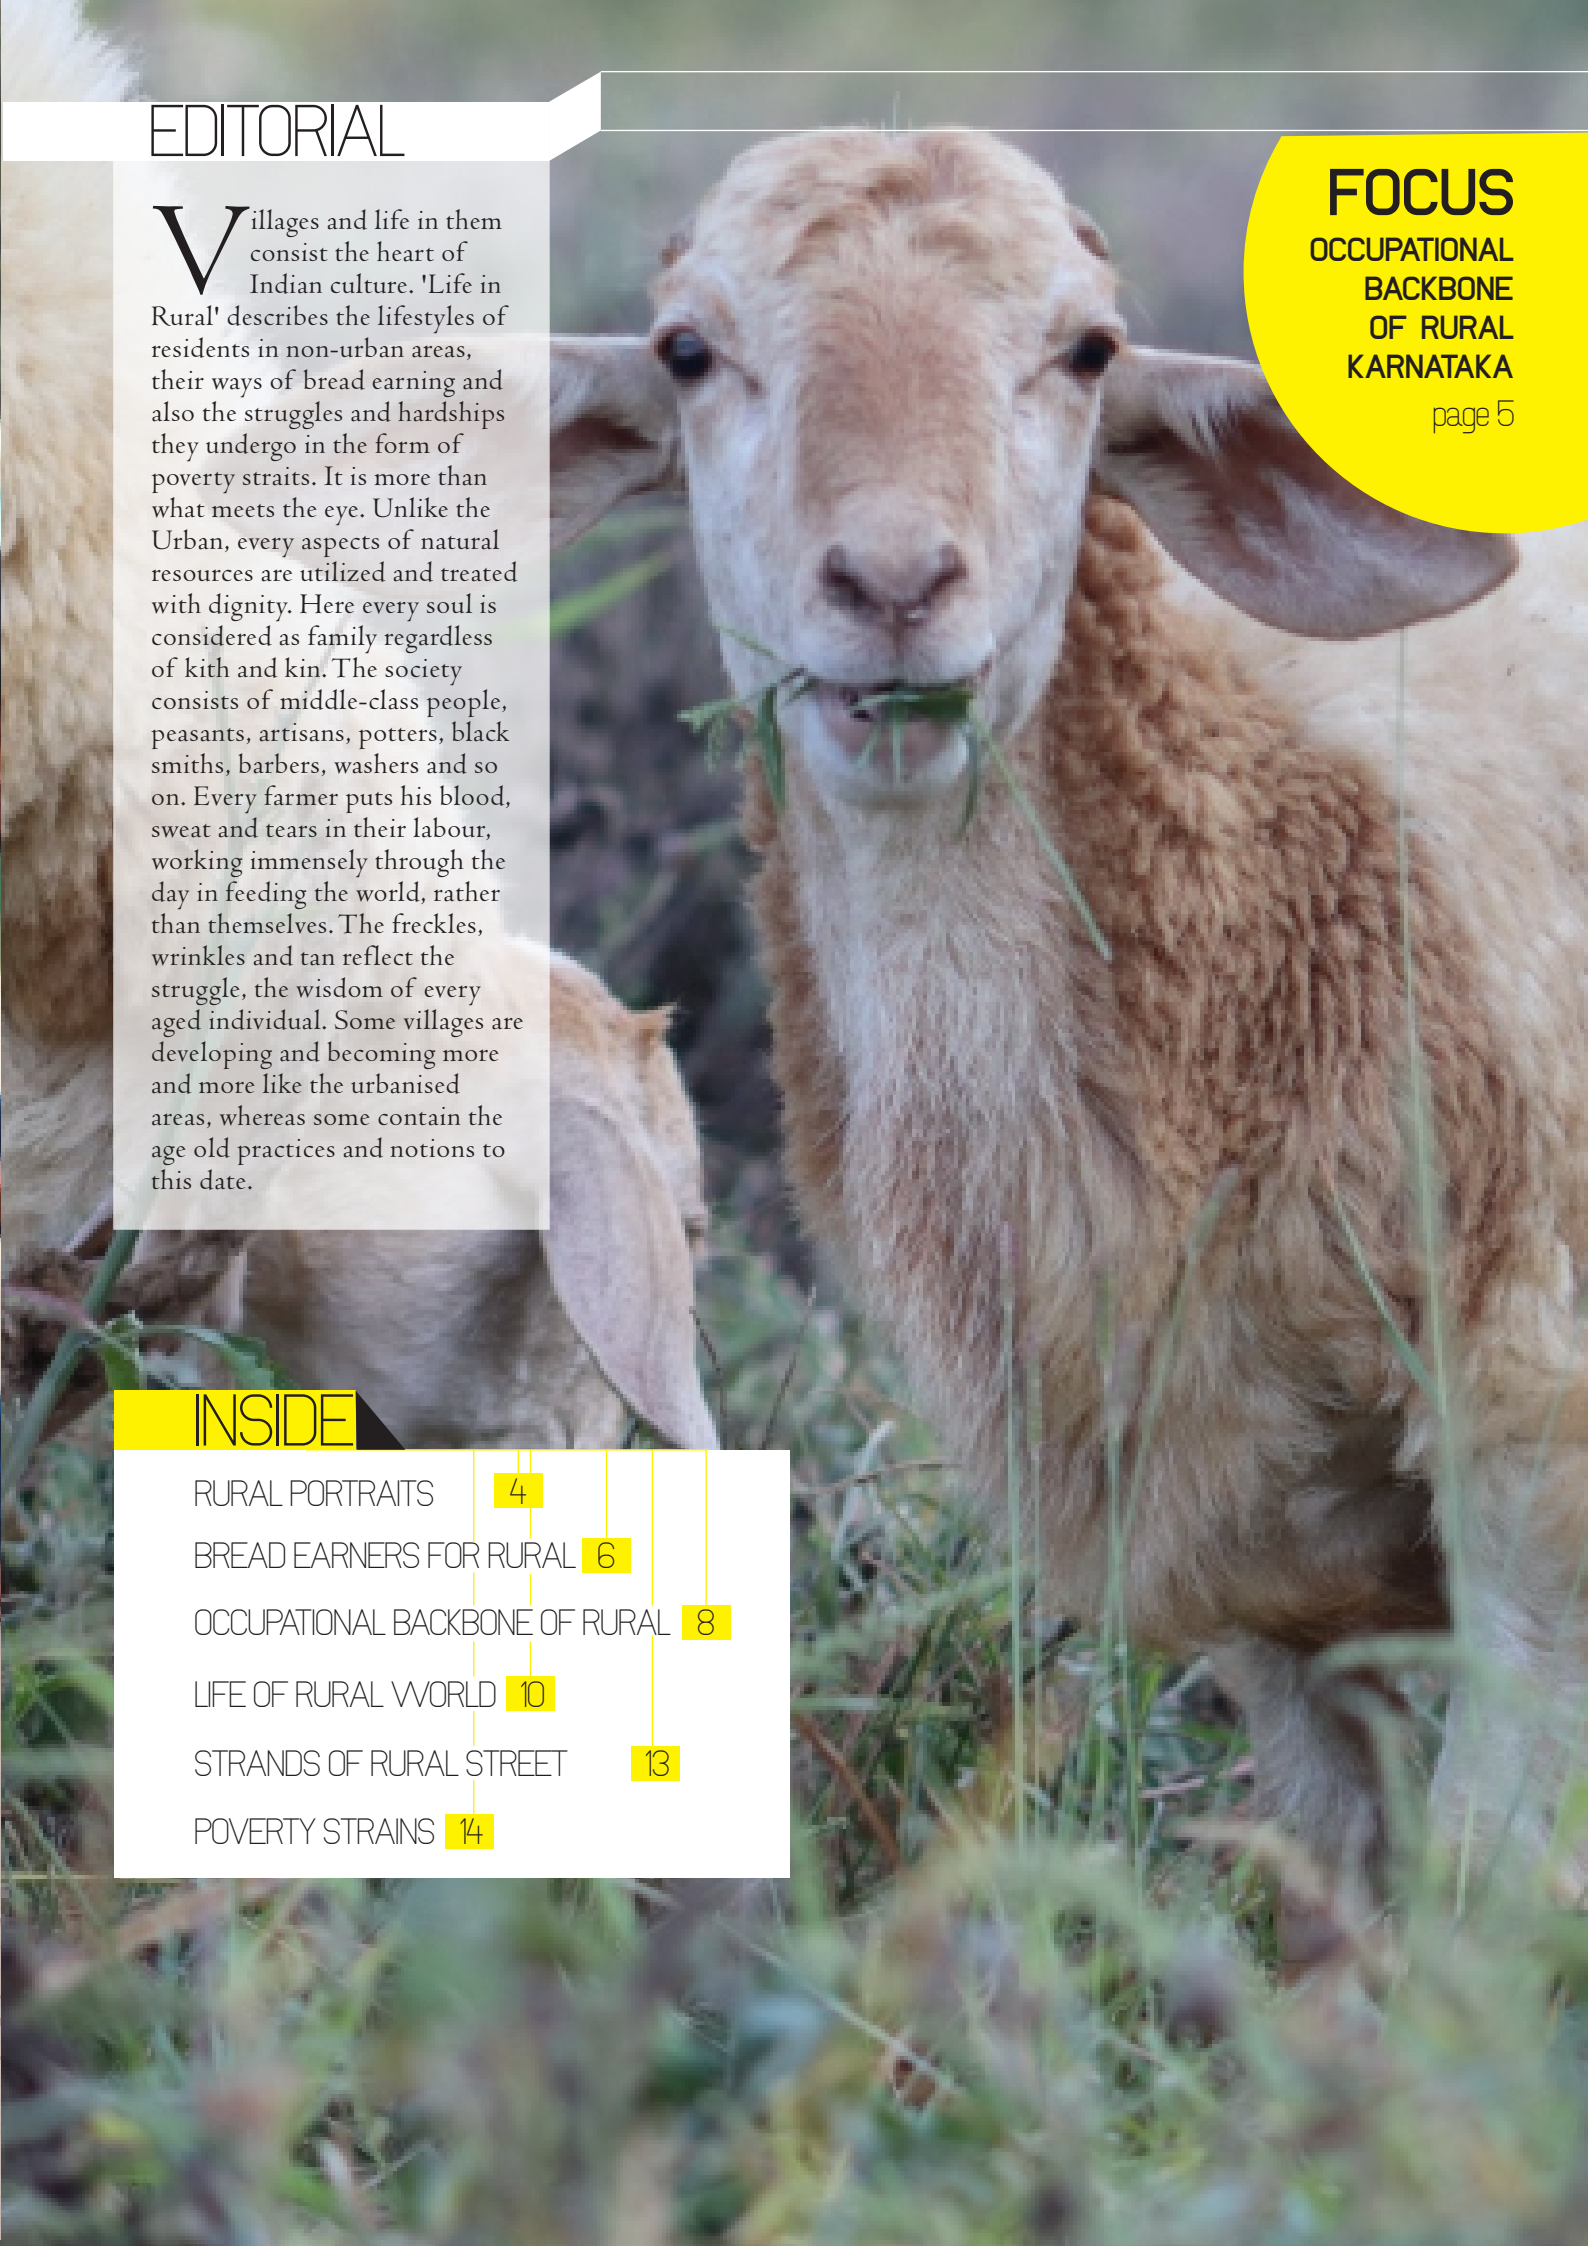 EDITORIAL
Villages and life in them
consist the heart of
Indian culture. 'Life in
Rural' describes the lifestyles of
residents in non-urban areas,
their ways of bread earning and
also the struggles and hardships
they undergo in the form of
poverty straits. It is more than
what meets the eye. Unlike the
Urban, every aspects of natural
resources are utilized and treated
with dignity. Here every soul is
considered as family regardless
of kith and kin. The society
consists of middle-class people,
peasants, artisans, potters, black
smiths, barbers, washers and so
on. Every farmer puts his blood,
sweat and tears in their labour,
working immensely through the
day in feeding the world, rather
than themselves. The freckles,
wrinkles and tan reflect the
struggle, the wisdom of every
aged individual. Some villages are
developing and becoming more
and more like the urbanised
areas, whereas some contain the
age old practices and notions to
this date.
FOCUS
OCCUPATIONAL
BACKBONE
OF RURAL
KARNATAKA
page 5
INSIDE
RURAL PORTRAITS 4
BREAD EARNERS FOR RURAL 6
OCCUPATIONAL BACKBONE OF RURAL 8
LIFE OF RURAL WORLD 10
STRANDS OF RURAL STREET 13
POVERTY STRAINS 14